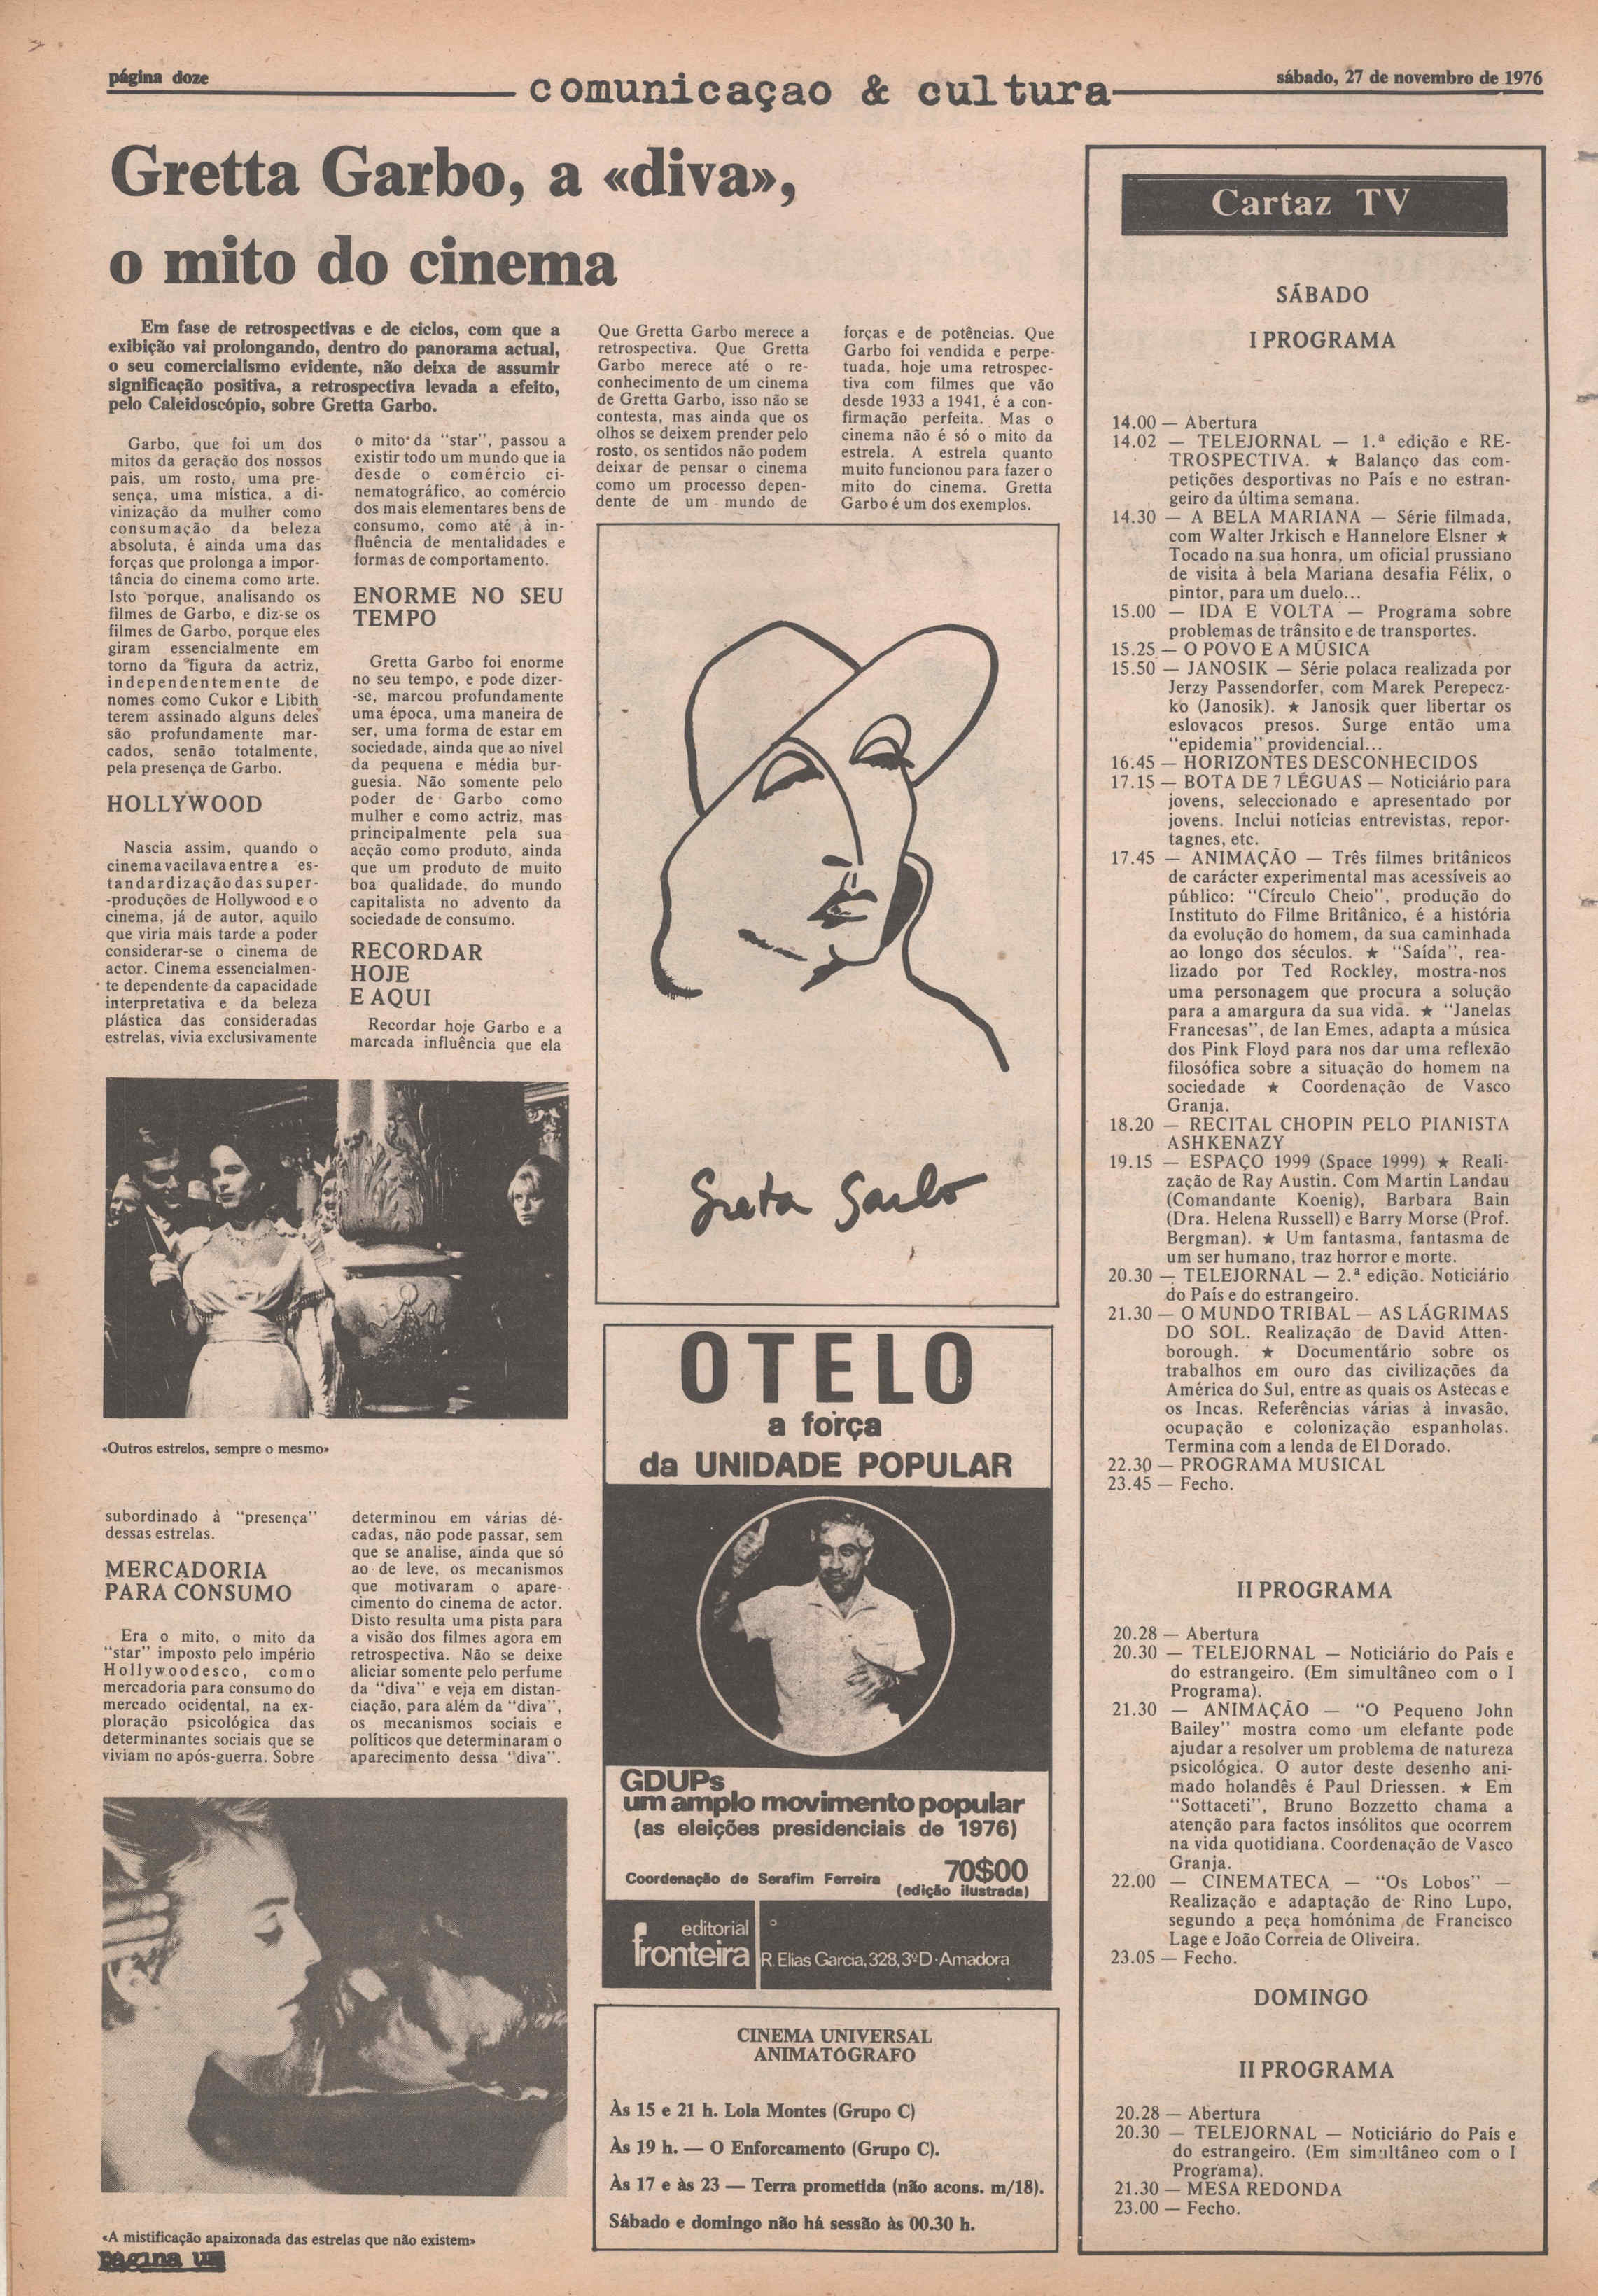 página doze
comunicaçao & cultura
sábado, 27 de novembro de 1976
Gretta Garbo, a «diva»,
o mito do cinema
Em fase de retrospectivas e de ciclos, com que a
exibição vai prolongando, dentro do panorama actual,
o seu comercialismo evidente, não deixa de assumir
significação positiva, a retrospectiva levada a efeito,
pelo Caleidoscópio, sobre Gretta Garbo.
Garbo, que foi um dos
mitos da geração dos nossos
pais, um rosto, uma pre-
sença, uma mística, a di-
vinização da mulher como
consumação da beleza
absoluta, é ainda uma das
forças que prolonga a impor-
tância do cinema como arte.
Isto porque, analisando os
filmes de Garbo, e diz-se os
filmes de Garbo, porque eles
giram essencialmente em
torno da figura da actriz,
independentemente de
nomes como Cukor e Libith
terem assinado alguns deles
são profundamente mar-
cados, senão totalmente,
pela presença de Garbo.
HOLLYWOOD
Nascia assim, quando o
cinema vacilava entre a es-
tandardização das super-
-produções de Hollywood e o
cinema, já de autor, aquilo
que viria mais tarde a poder
considerar-se o cinema de
actor. Cinema essencialmen-
te dependente da capacidade
interpretativa e da beleza
plástica das consideradas
estrelas, vivia exclusivamente
«Outros estrelos, sempre o mesmo»
subordinado à "presença"
dessas estrelas.
MERCADORIA
PARA CONSUMO
Era o mito, o mito da
"star" imposto pelo império
Hollywoodesco, como
mercadoria para consumo do
mercado ocidental, na ex-
ploração psicológica das
determinantes sociais que se
viviam no após-guerra. Sobre
o mito da "star", passou a
existir todo um mundo que ia
desde o comércio ci-
nematográfico, ao comércio
dos mais elementares bens de
consumo, como até à in-
fluência de mentalidades e
formas de comportamento.
ENORME NO SEU
TEMPO
Gretta Garbo foi enorme
no seu tempo, e pode dizer-
-se, marcou profundamente
uma época, uma maneira de
ser, uma forma de estar em
sociedade, ainda que ao nível
da pequena e média bur-
guesia. Não somente pelo
poder de Garbo como
mulher e como actriz, mas
principalmente pela sua
acção como produto, ainda
que um produto de muito
boa qualidade, do mundo
capitalista no advento da
sociedade de consumo.
RECORDAR
HOJE
E AQUI
Recordar hoje Garbo e a
marcada influência que ela
determinou em várias dé-
cadas, não pode passar, sem
que se analise, ainda que só
ao de leve, os mecanismos
que motivaram o apare-
cimento do cinema de actor.
Disto resulta uma pista para
a visão dos filmes agora em
retrospectiva. Não se deixe
aliciar somente pelo perfume
da "diva" e veja em distan-
ciação, para além da "diva",
os mecanismos sociais e
políticos que determinaram o
aparecimento dessa "diva".
Que Gretta Garbo merece a
retrospectiva. Que Gretta
Garbo merece até o re-
conhecimento de um cinema
de Gretta Garbo, isso não se
contesta, mas ainda que os
olhos se deixem prender pelo
rosto, os sentidos não podem
deixar de pensar o cinema
como um processo depen-
dente de um mundo de
forças e de potências. Que
Garbo foi vendida e perpe-
tuada, hoje uma retrospec-
tiva com filmes que vão
desde 1933 a 1941, é a con-
firmação perfeita. Mas o
cinema não é só o mito da
estrela. A estrela quanto
muito funcionou para fazer o
mito do cinema. Gretta
Garbo é um dos exemplos.
Greta Garbo
«A mistificação apaixonada das estrelas que não existem»
página um
OTELO
a força
da UNIDADE POPULAR
GDUPs
um amplo movimento popular
(as eleições presidenciais de 1976)
Coordenação de Serafim Ferreira
70$00
(edição ilustrada)
editorial
fronteira
R. Elias Garcia, 328, 3º D · Amadora
CINEMA UNIVERSAL
ANIMATÓGRAFO
Às 15 e 21 h. Lola Montes (Grupo C)
Às 19 h. — O Enforcamento (Grupo C).
Às 17 e às 23 — Terra prometida (não acons. m/18).
Sábado e domingo não há sessão às 00.30 h.
Cartaz TV
SÁBADO
I PROGRAMA
14.00 — Abertura
14.02 — TELEJORNAL — 1.ª edição e RE-
TROSPECTIVA. ★ Balanço das com-
petições desportivas no País e no estran-
geiro da última semana.
14.30 — A BELA MARIANA — Série filmada,
com Walter Jrkisch e Hannelore Elsner ★
Tocado na sua honra, um oficial prussiano
de visita à bela Mariana desafia Félix, o
pintor, para um duelo...
15.00 — IDA E VOLTA — Programa sobre
problemas de trânsito e de transportes.
15.25 — O POVO E A MÚSICA
15.50 — JANOSIK — Série polaca realizada por
Jerzy Passendorfer, com Marek Perepecz-
ko (Janosik). ★ Janosik quer libertar os
eslovacos presos. Surge então uma
"epidemia" providencial...
16.45 — HORIZONTES DESCONHECIDOS
17.15 — BOTA DE 7 LÉGUAS — Noticiário para
jovens, seleccionado e apresentado por
jovens. Inclui notícias entrevistas, repor-
tagnes, etc.
17.45 — ANIMAÇÃO — Três filmes britânicos
de carácter experimental mas acessíveis ao
público: "Círculo Cheio", produção do
Instituto do Filme Britânico, é a história
da evolução do homem, da sua caminhada
ao longo dos séculos. ★ "Saída", rea-
lizado por Ted Rockley, mostra-nos
uma personagem que procura a solução
para a amargura da sua vida. ★ "Janelas
Francesas", de Ian Emes, adapta a música
dos Pink Floyd para nos dar uma reflexão
filosófica sobre a situação do homem na
sociedade ★ Coordenação de Vasco
Granja.
18.20 — RECITAL CHOPIN PELO PIANISTA
ASHKENAZY
19.15 — ESPAÇO 1999 (Space 1999) ★ Reali-
zação de Ray Austin. Com Martin Landau
(Comandante Koenig), Barbara Bain
(Dra. Helena Russell) e Barry Morse (Prof.
Bergman). ★ Um fantasma, fantasma de
um ser humano, traz horror e morte.
20.30 — TELEJORNAL — 2.ª edição. Noticiário
do País e do estrangeiro.
21.30 — O MUNDO TRIBAL — AS LÁGRIMAS
DO SOL. Realização de David Atten-
borough. ★ Documentário sobre os
trabalhos em ouro das civilizações da
América do Sul, entre as quais os Astecas e
os Incas. Referências várias à invasão,
ocupação e colonização espanholas.
Termina com a lenda de El Dorado.
22.30 — PROGRAMA MUSICAL
23.45 — Fecho.
II PROGRAMA
20.28 — Abertura
20.30 — TELEJORNAL — Noticiário do País e
do estrangeiro. (Em simultâneo com o I
Programa).
21.30 — ANIMAÇÃO — "O Pequeno John
Bailey" mostra como um elefante pode
ajudar a resolver um problema de natureza
psicológica. O autor deste desenho ani-
mado holandês é Paul Driessen. ★ Em
"Sottaceti", Bruno Bozzetto chama a
atenção para factos insólitos que ocorrem
na vida quotidiana. Coordenação de Vasco
Granja.
22.00 — CINEMATECA — "Os Lobos" —
Realização e adaptação de Rino Lupo,
segundo a peça homónima de Francisco
Lage e João Correia de Oliveira.
23.05 — Fecho.
DOMINGO
II PROGRAMA
20.28 — Abertura
20.30 — TELEJORNAL — Noticiário do País e
do estrangeiro. (Em simultâneo com o I
Programa).
21.30 — MESA REDONDA
23.00 — Fecho.